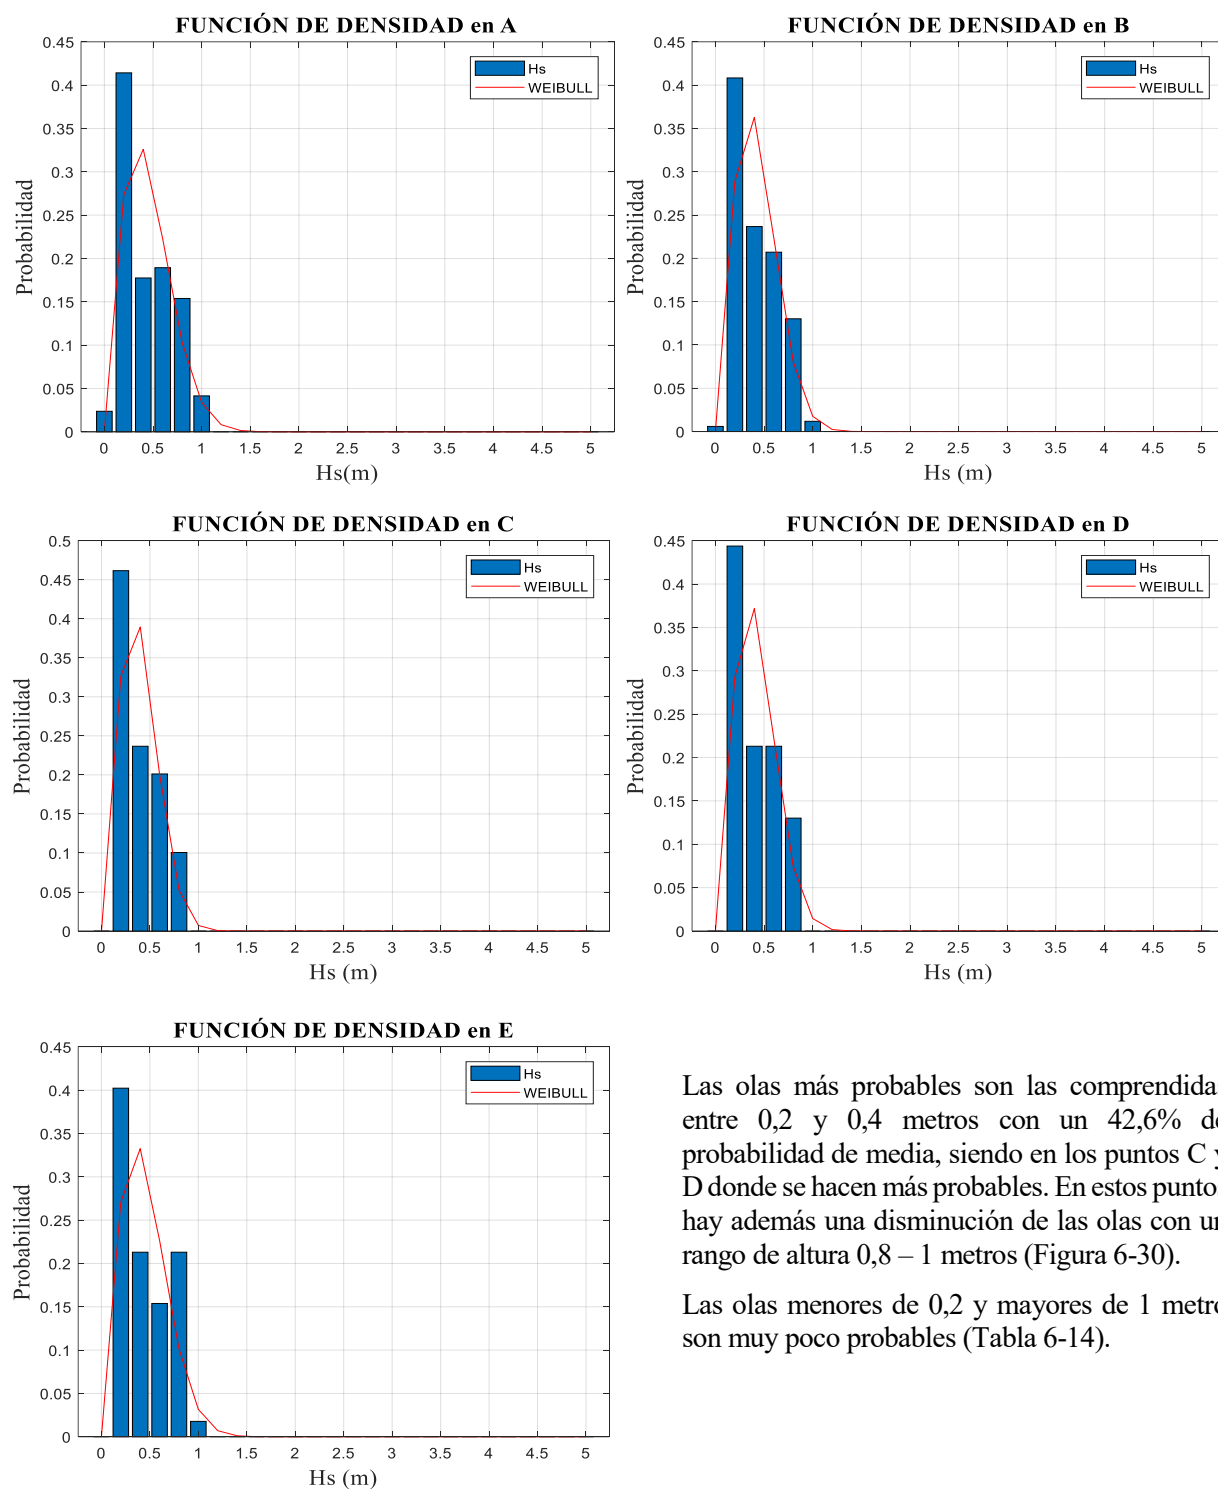 FUNCIÓN DE DENSIDAD en A
0.45
0.4
0.35
0.3
0.25
0.2
0.15
0.1
0.05
0
Probabilidad
Hs
WEIBULL
0 0.5 1 1.5 2 2.5 3 3.5 4 4.5 5
Hs(m)
FUNCIÓN DE DENSIDAD en B
0.45
0.4
0.35
0.3
0.25
0.2
0.15
0.1
0.05
0
Probabilidad
Hs
WEIBULL
0 0.5 1 1.5 2 2.5 3 3.5 4 4.5 5
Hs (m)
FUNCIÓN DE DENSIDAD en C
0.5
0.45
0.4
0.35
0.3
0.25
0.2
0.15
0.1
0.05
0
Probabilidad
Hs
WEIBULL
0 0.5 1 1.5 2 2.5 3 3.5 4 4.5 5
Hs (m)
FUNCIÓN DE DENSIDAD en D
0.45
0.4
0.35
0.3
0.25
0.2
0.15
0.1
0.05
0
Probabilidad
Hs
WEIBULL
0 0.5 1 1.5 2 2.5 3 3.5 4 4.5 5
Hs (m)
FUNCIÓN DE DENSIDAD en E
0.45
0.4
0.35
0.3
0.25
0.2
0.15
0.1
0.05
0
Probabilidad
Hs
WEIBULL
0 0.5 1 1.5 2 2.5 3 3.5 4 4.5 5
Hs (m)
Las olas más probables son las comprendida
entre 0,2 y 0,4 metros con un 42,6% de
probabilidad de media, siendo en los puntos C y
D donde se hacen más probables. En estos punto
hay además una disminución de las olas con un
rango de altura 0,8 – 1 metros (Figura 6-30).
Las olas menores de 0,2 y mayores de 1 metro
son muy poco probables (Tabla 6-14).